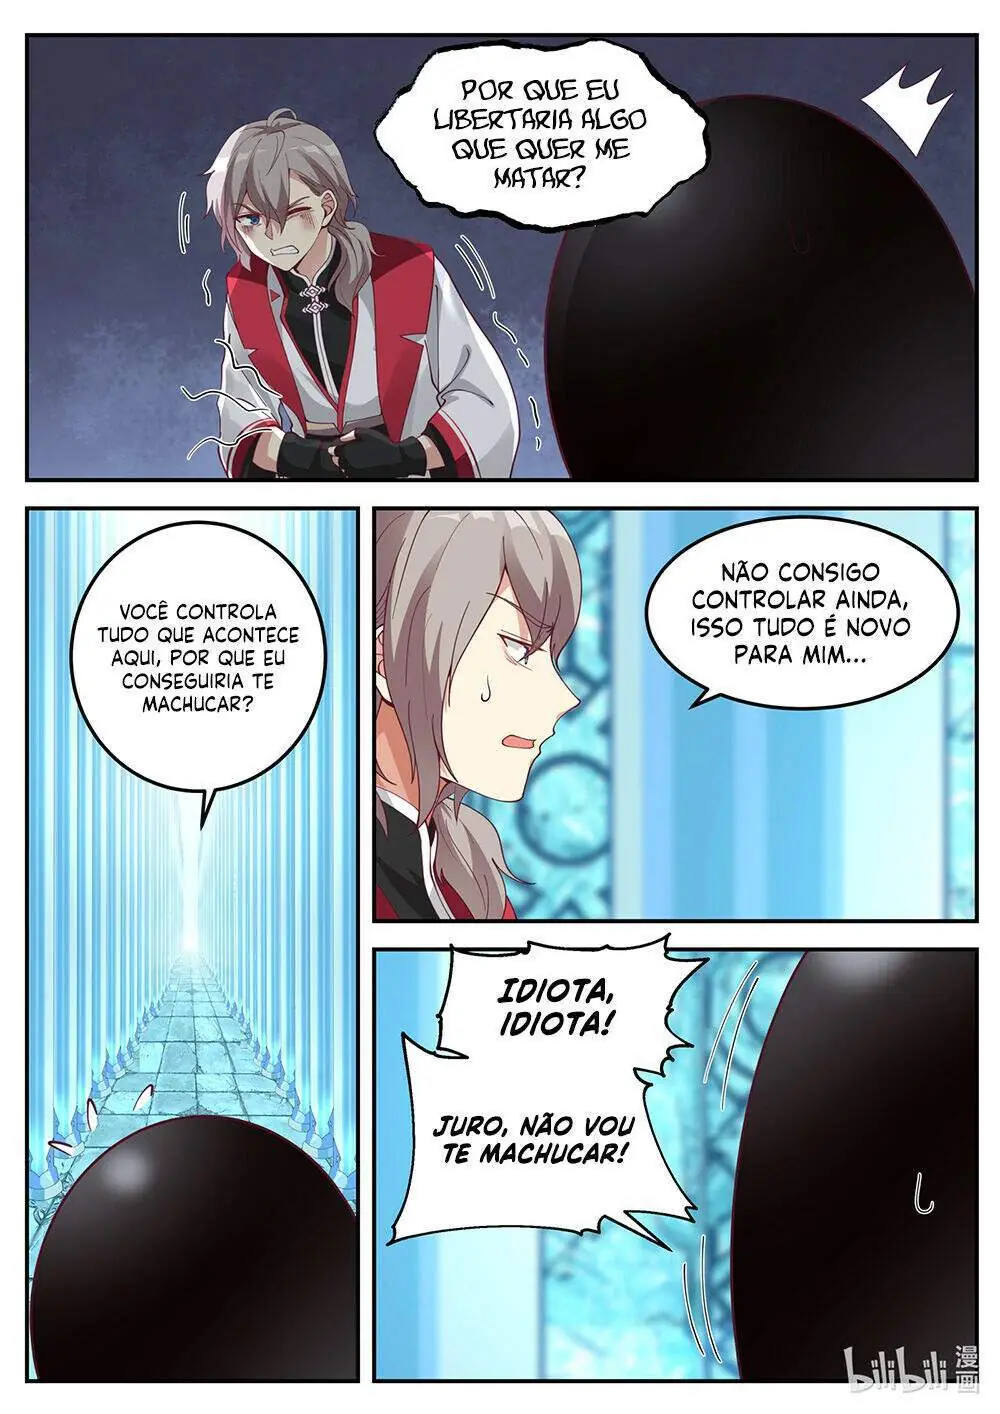 POR QUE EU
LIBERTARIA ALGO
QUE QUER ME
MATAR?
VOCÊ CONTROLA
TUDO QUE ACONTECE
AQUI, POR QUE EU
CONSEGUIRIA TE
MACHUCAR?
NÃO CONSIGO
CONTROLAR AINDA,
ISSO TUDO É NOVO
PARA MIM...
IDIOTA,
IDIOTA!
JURO, NÃO VOU
TE MACHUCAR!
bilibili 漫画